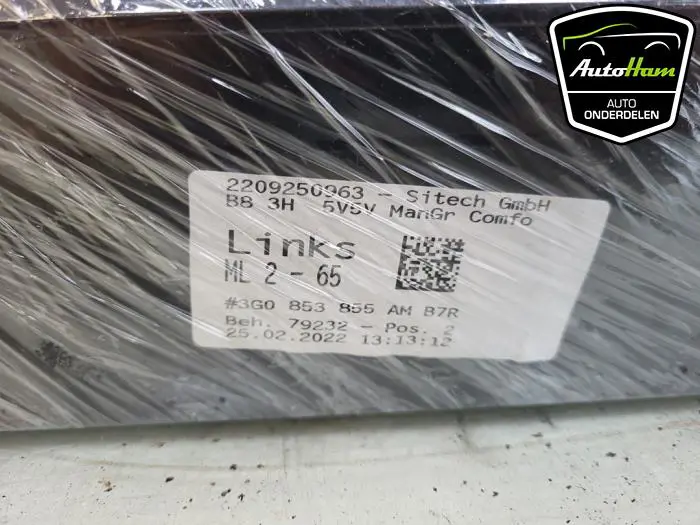 AutoHam
AUTO
ONDERDELEN
2209250963 - Sitech GmbH
B8 3H 5V5V ManGr Comfo
Links
ML 2 - 65
#3G0 853 855 AM B7R
Beh. 79232 - Pos. 2
25.02.2022 13:13:12